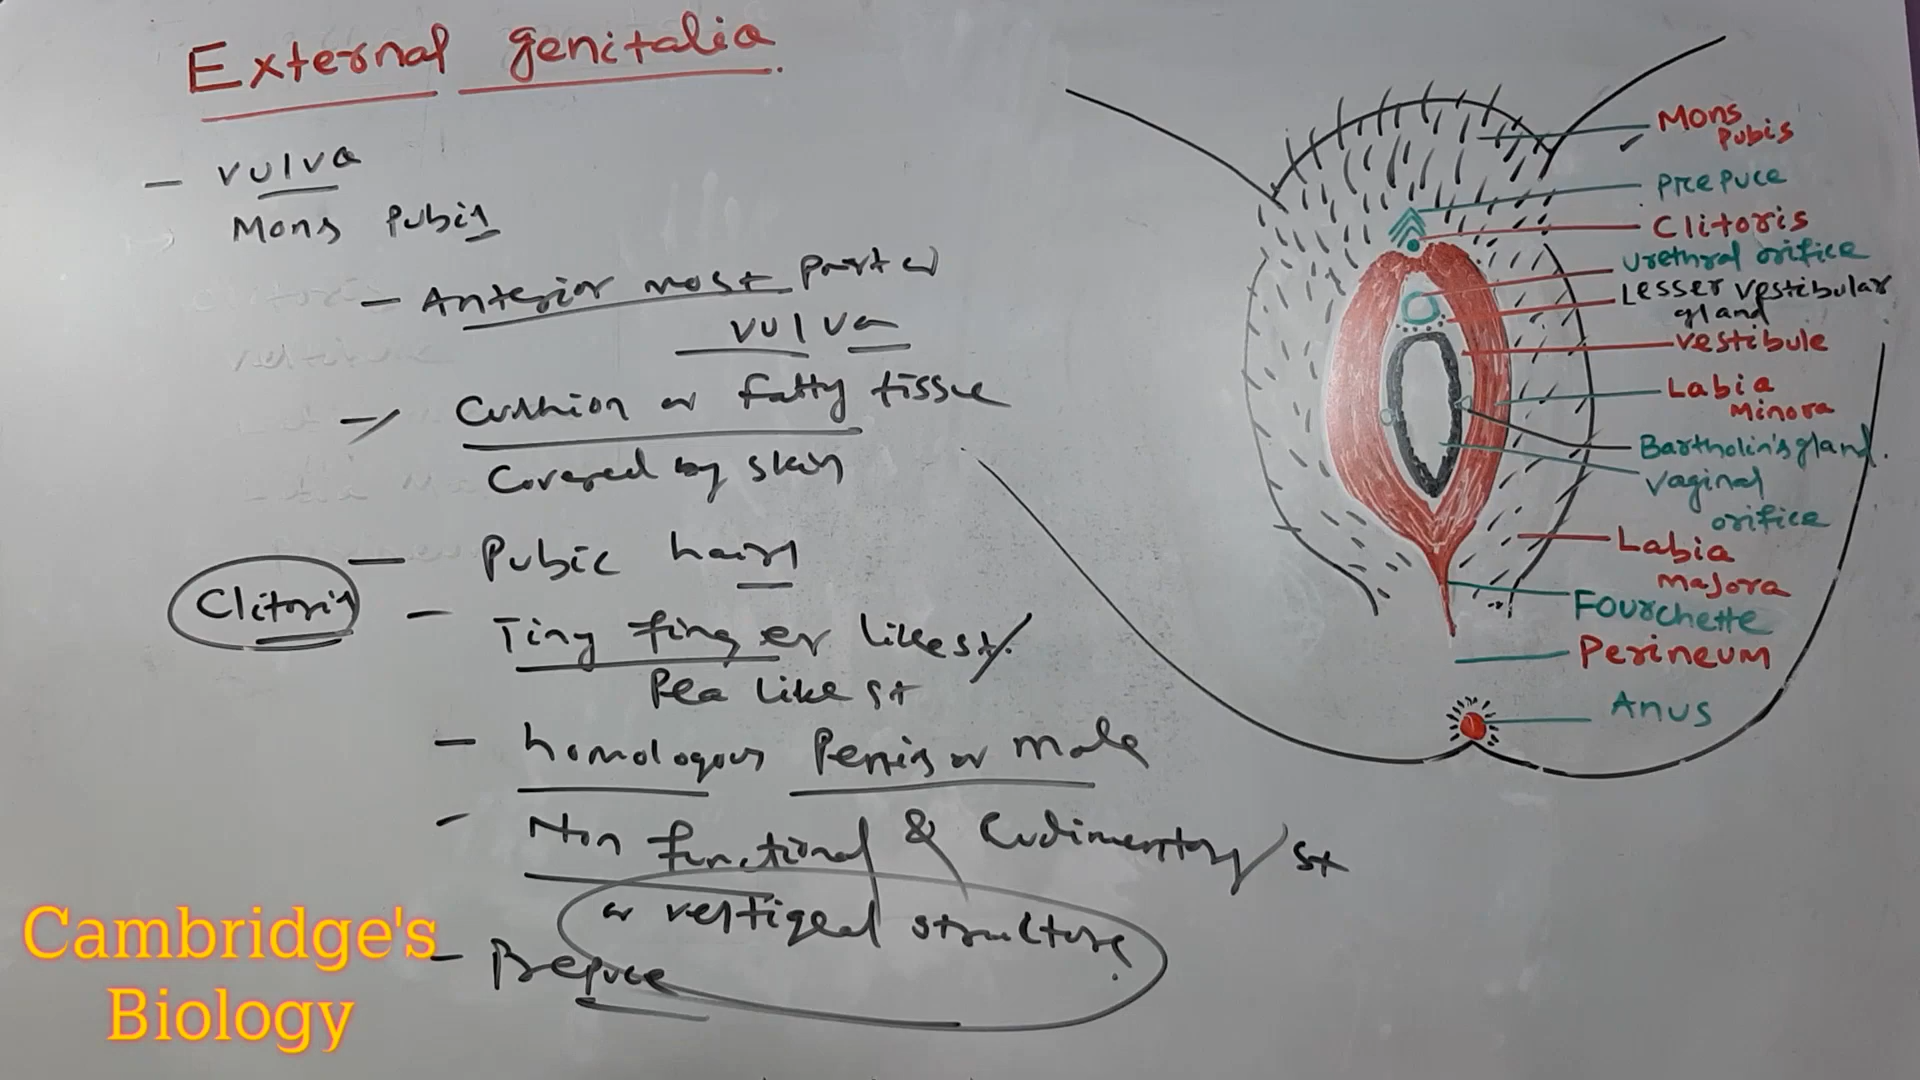 External genitalia
- vulva
Mons Pubis
- Anterior most part of
vulva
- Cushion of fatty tissue
Covered by skin
- Pubic hairs
Clitoris
- Tiny finger like st/
Pea like st
- homologous Penis of male
- Non functional & Rudimentory/st
or vestigeal structure.
- Prepuce
Mons
Pubis
Prepuce
Clitoris
Urethral orifice
Lesser vestibular
gland
vestibule
Labia
Minora
Bartholin's gland.
vaginal
orifice
Labia
Majora
Fourchette
Perineum
Anus
Cambridge's
Biology